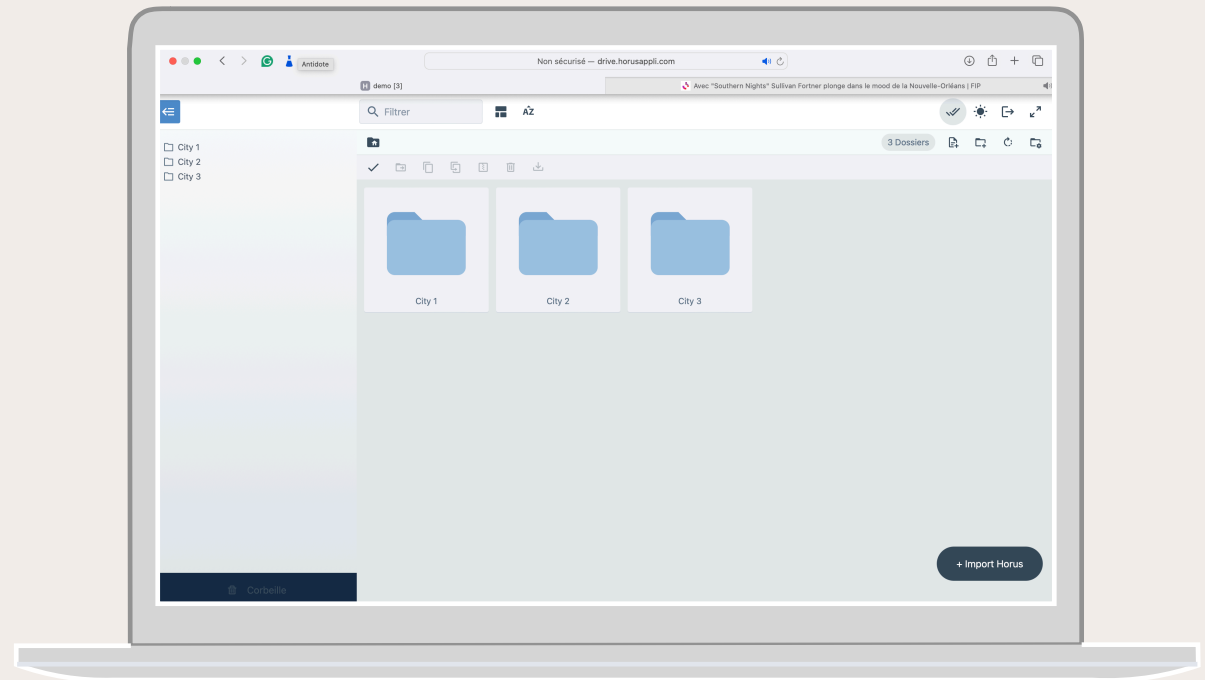 Antidote
Non sécurisé — drive.horusappli.com
demo [3]
Avec "Southern Nights" Sullivan Fortner plonge dans le mood de la Nouvelle-Orléans | FIP
Filtrer
AZ
City 1
City 2
City 3
3 Dossiers
City 1
City 2
City 3
+ Import Horus
Corbeille